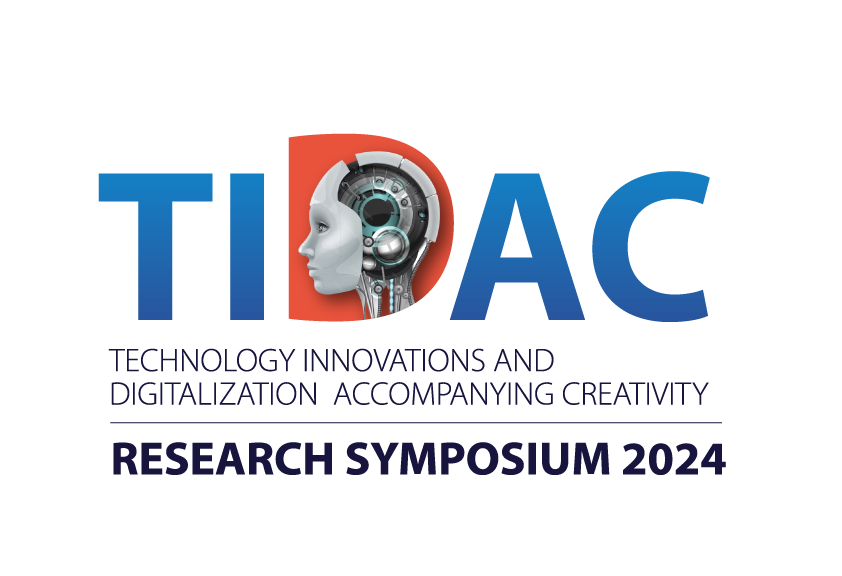 TIDAC
TECHNOLOGY INNOVATIONS AND
DIGITALIZATION ACCOMPANYING CREATIVITY
RESEARCH SYMPOSIUM 2024